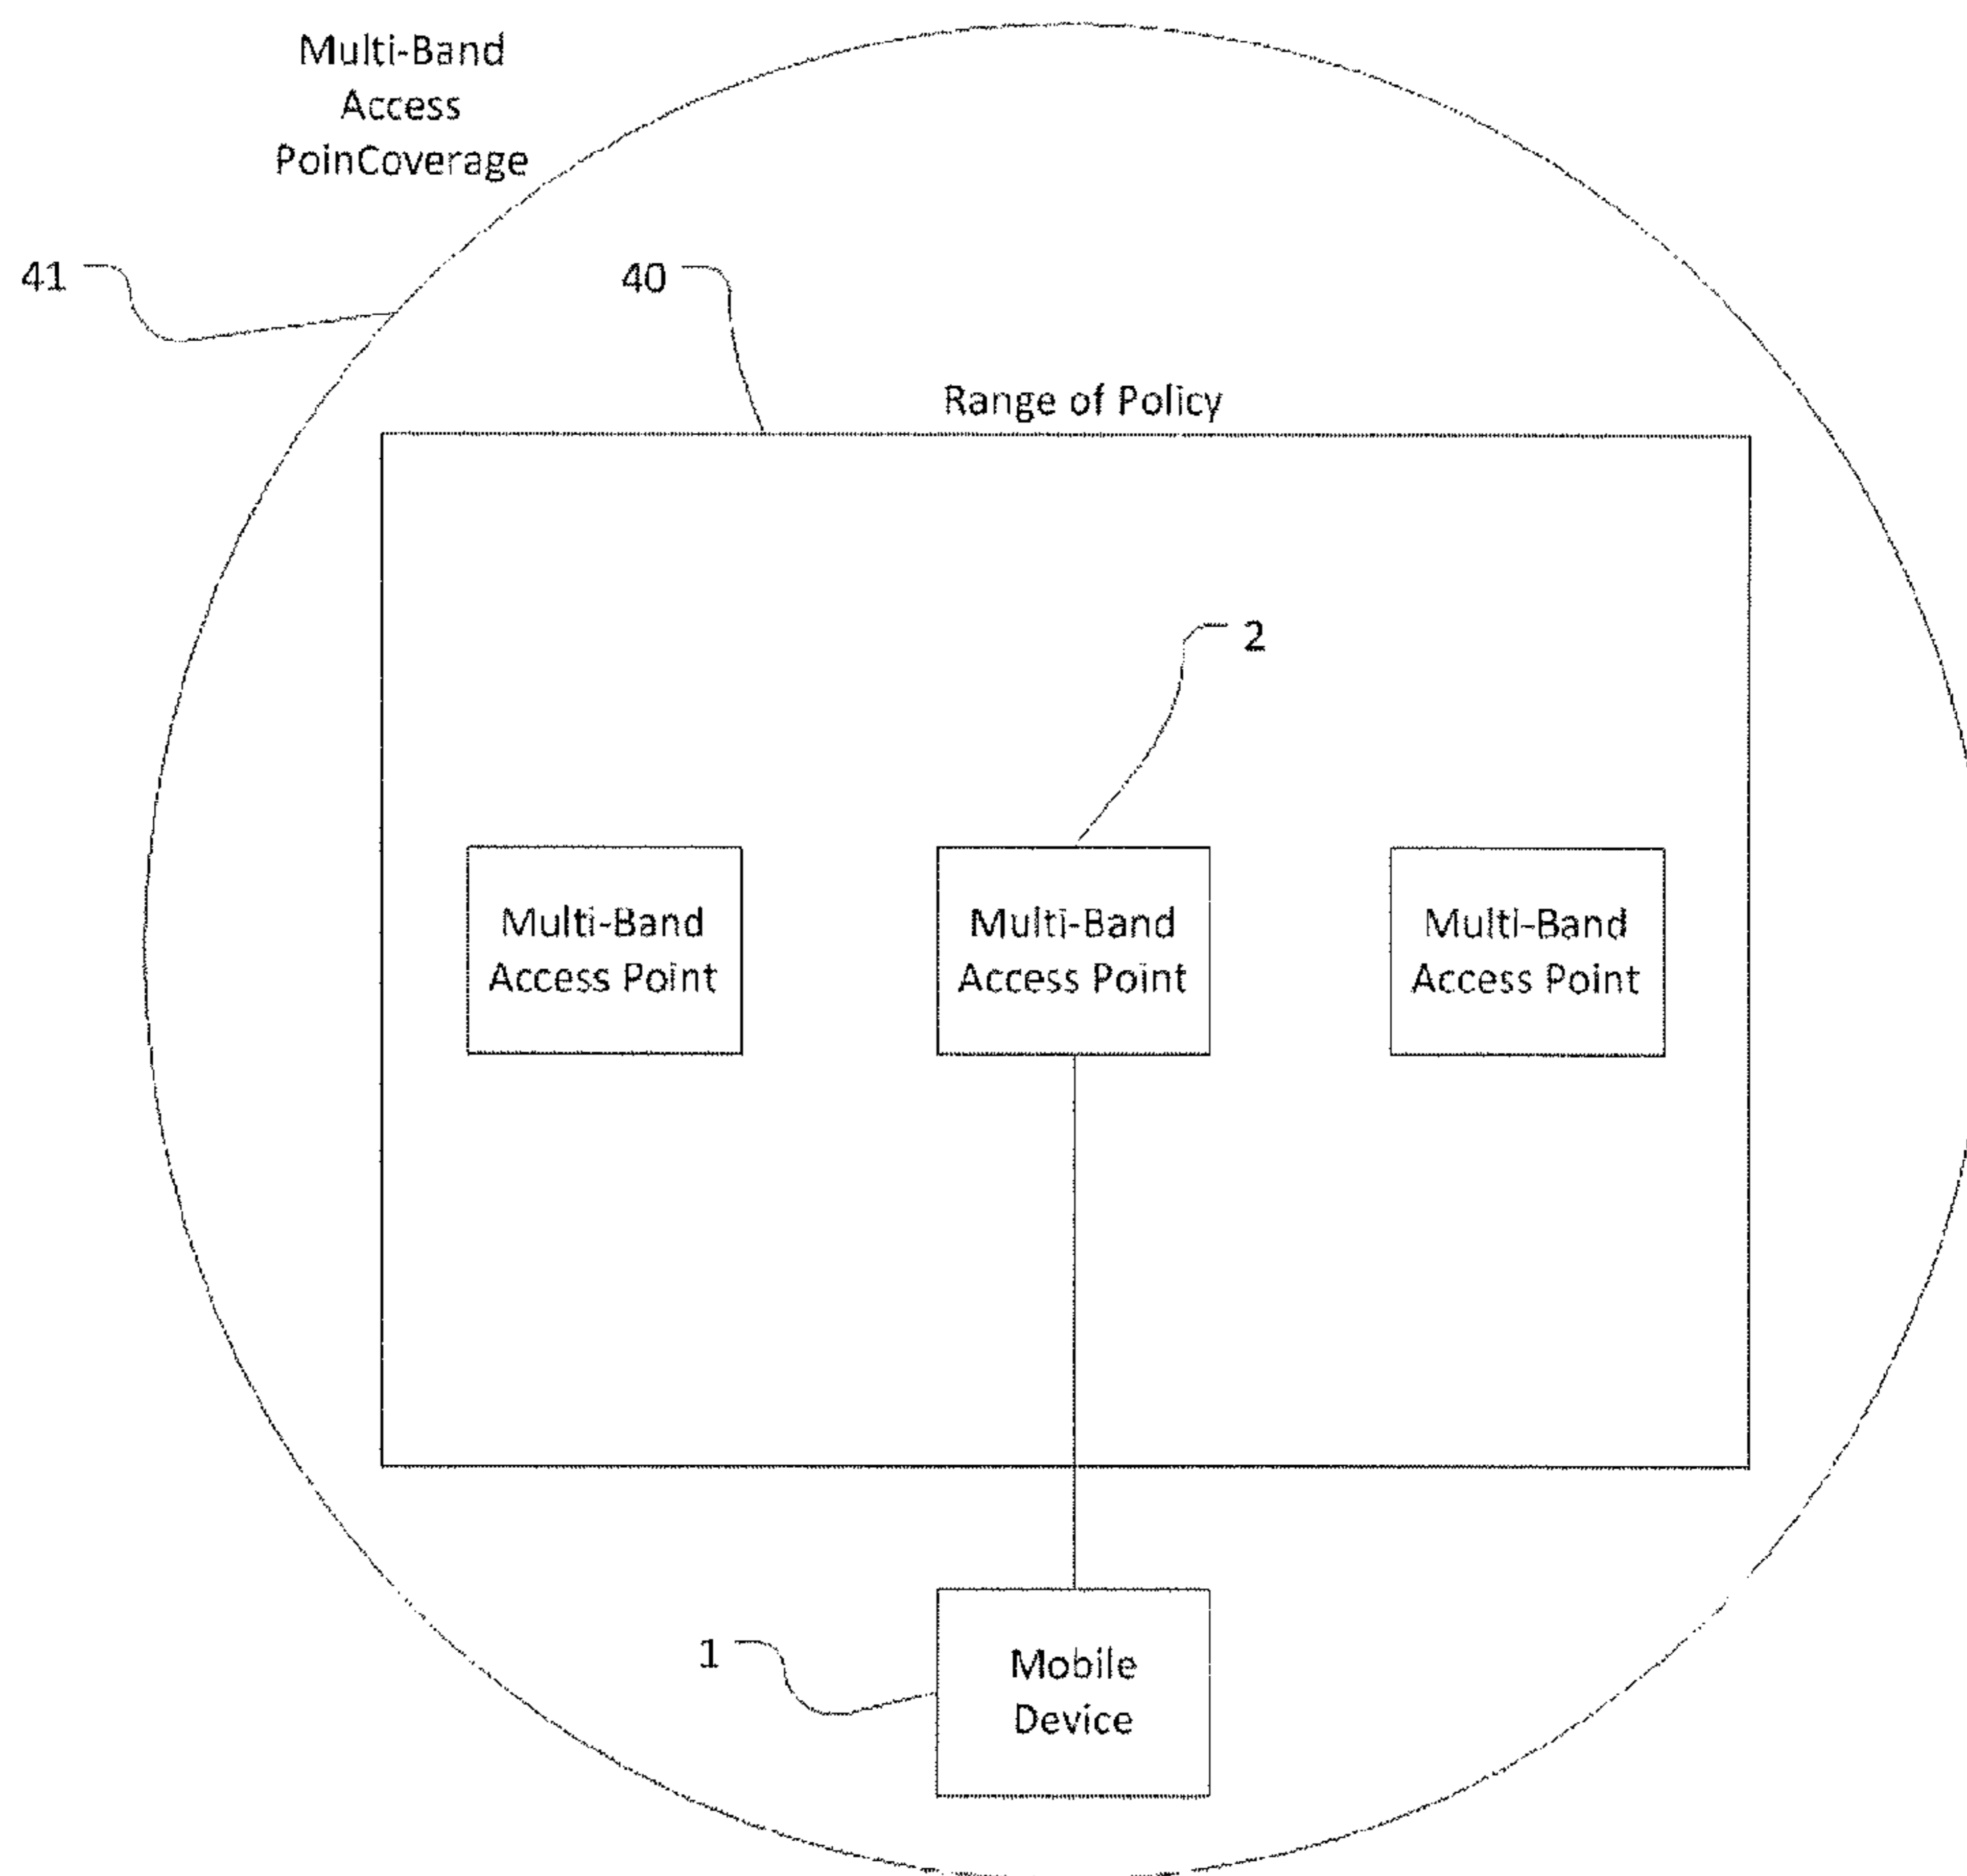 Multi-Band
Access
PoinCoverage
41
40
Range of Policy
2
Multi-Band
Access Point
Multi-Band
Access Point
Multi-Band
Access Point
1
Mobile
Device